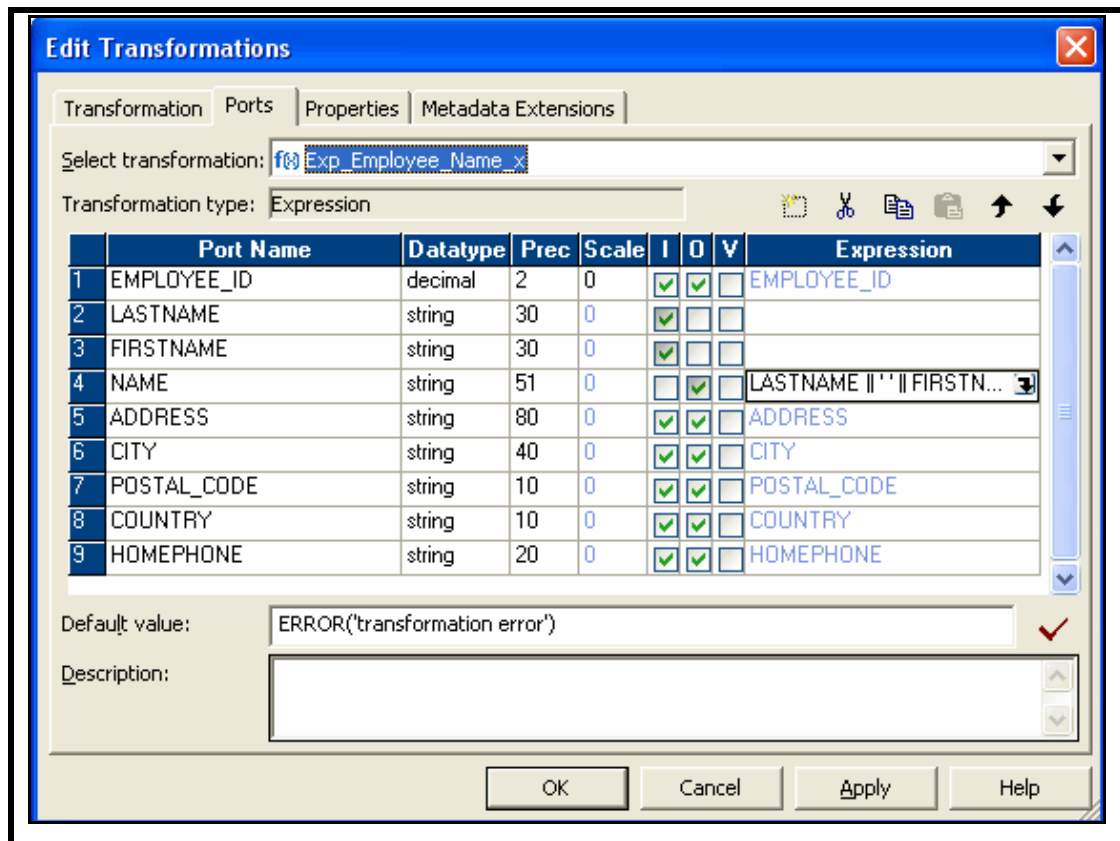 Edit Transformations
Transformation Ports Properties Metadata Extensions
Select transformation: f(x) Exp_Employee_Name_x
Transformation type: Expression
Port Name Datatype Prec Scale I O V Expression
1 EMPLOYEE_ID decimal 2 0 EMPLOYEE_ID
2 LASTNAME string 30 0
3 FIRSTNAME string 30 0
4 NAME string 51 0 LASTNAME || ' ' || FIRSTN...
5 ADDRESS string 80 0 ADDRESS
6 CITY string 40 0 CITY
7 POSTAL_CODE string 10 0 POSTAL_CODE
8 COUNTRY string 10 0 COUNTRY
9 HOMEPHONE string 20 0 HOMEPHONE
Default value: ERROR('transformation error')
Description:
OK Cancel Apply Help